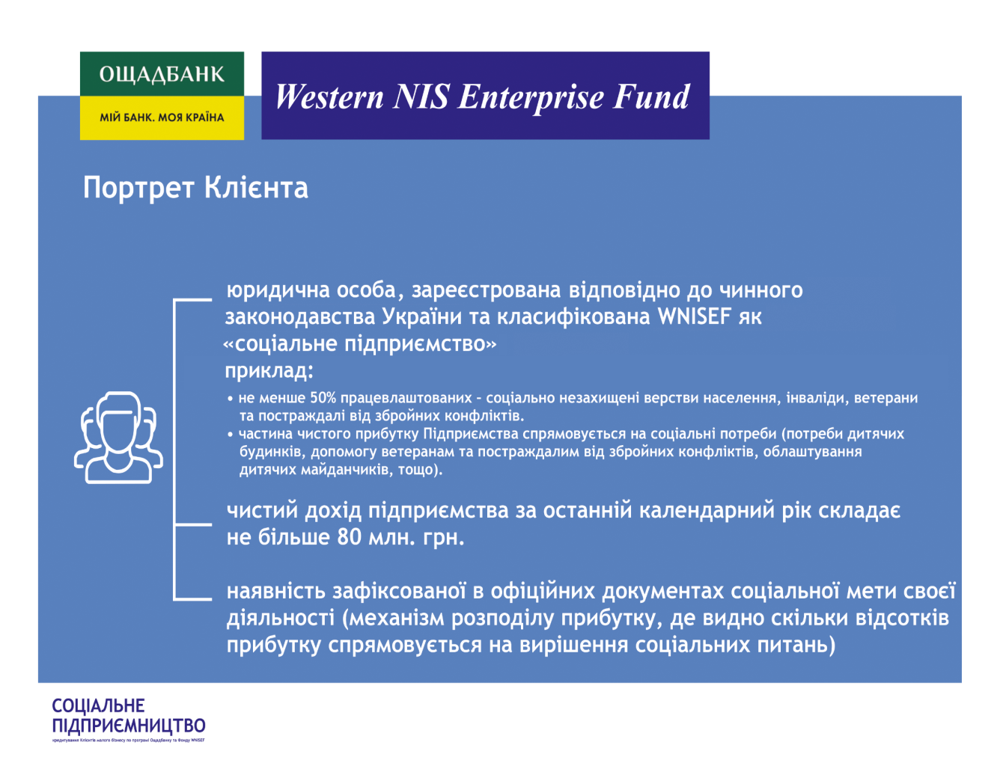 ОЩАДБАНК
МІЙ БАНК. МОЯ КРАЇНА
Western NIS Enterprise Fund
Портрет Клієнта
юридична особа, зареєстрована відповідно до чинного
законодавства України та класифікована WNISEF як
«соціальне підприємство»
приклад:
• не менше 50% працевлаштованих – соціально незахищені верстви населення, інваліди, ветерани
та постраждалі від збройних конфліктів.
• частина чистого прибутку Підприємства спрямовується на соціальні потреби (потреби дитячих
будинків, допомогу ветеранам та постраждалим від збройних конфліктів, облаштування
дитячих майданчиків, тощо).
чистий дохід підприємства за останній календарний рік складає
не більше 80 млн. грн.
наявність зафіксованої в офіційних документах соціальної мети своєї
діяльності (механізм розподілу прибутку, де видно скільки відсотків
прибутку спрямовується на вирішення соціальних питань)
СОЦІАЛЬНЕ
ПІДПРИЄМНИЦТВО
кредитування Клієнтів малого бізнесу по програмі Ощадбанку та Фонду WNISEF